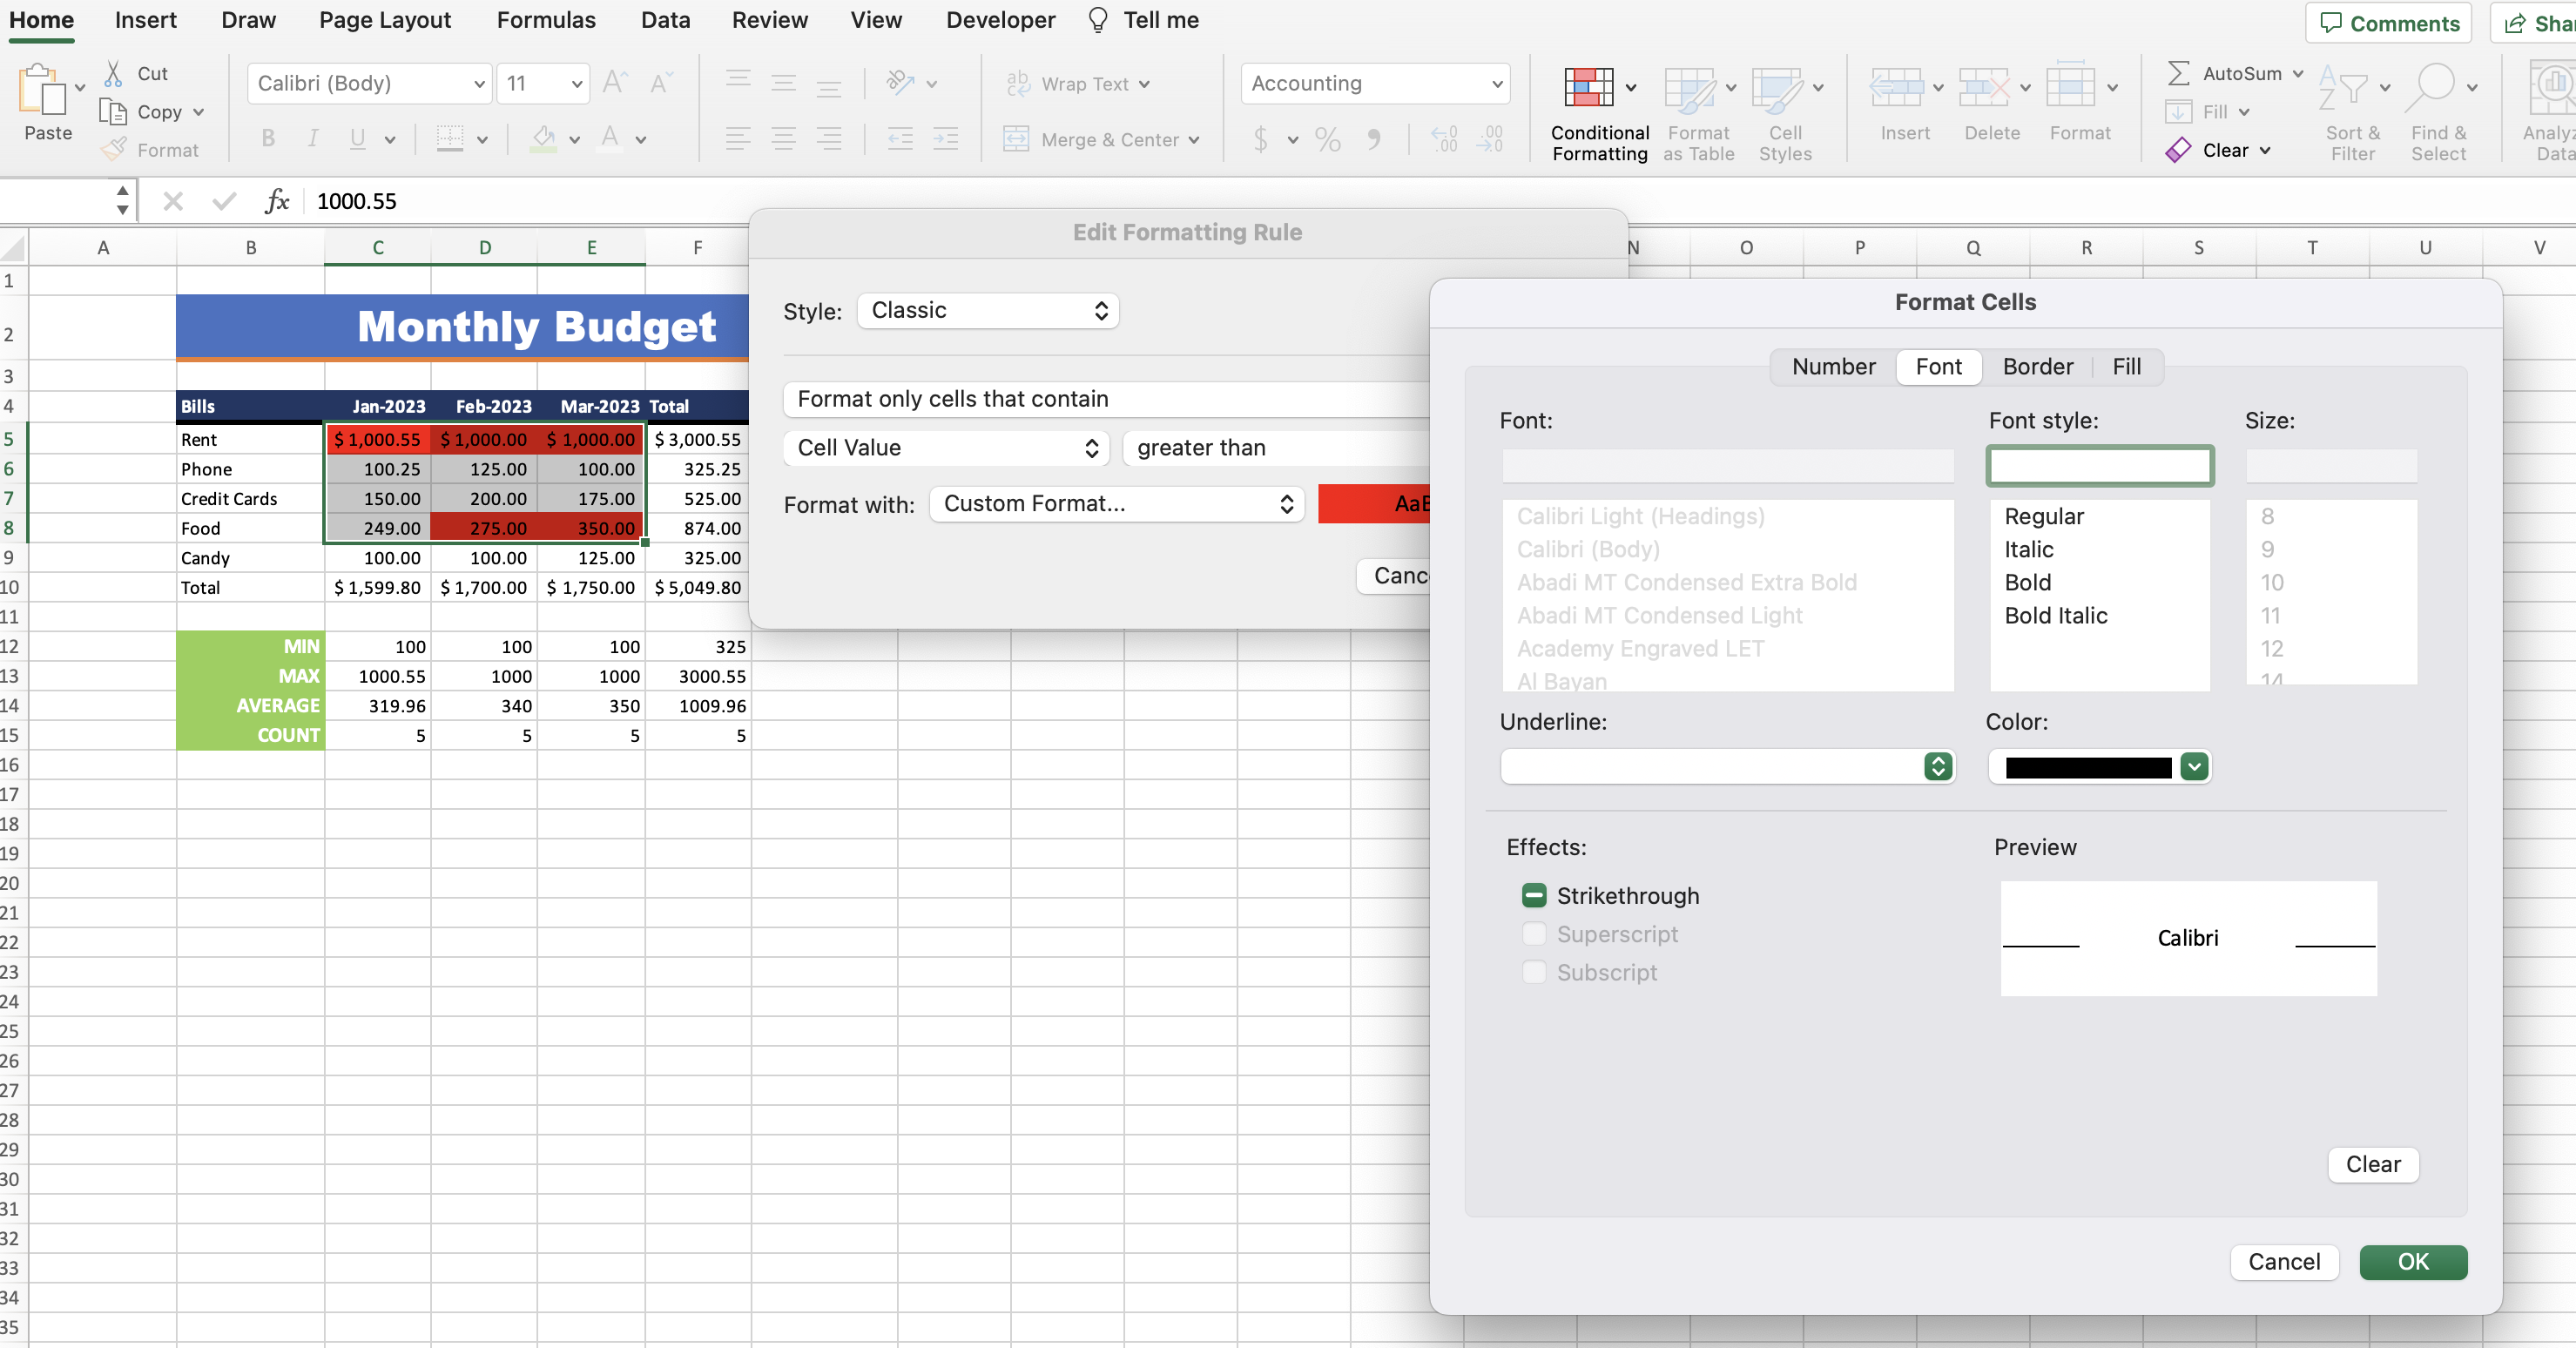 Home Insert Draw Page Layout Formulas Data Review View Developer Tell me Comments
Paste Cut Copy Format
Calibri (Body) 11
B I U A
Wrap Text
Merge & Center
Accounting
$ %
Conditional Formatting
Format as Table
Cell Styles
Insert Delete Format
AutoSum
Fill
Clear
Sort & Filter
Find & Select
Data
fx 1000.55
A B C D E F N O P Q R S T U V
1
2 Monthly Budget
3
4 Bills Jan-2023 Feb-2023 Mar-2023 Total
5 Rent $ 1,000.55 $ 1,000.00 $ 1,000.00 $ 3,000.55
6 Phone 100.25 125.00 100.00 325.25
7 Credit Cards 150.00 200.00 175.00 525.00
8 Food 249.00 275.00 350.00 874.00
9 Candy 100.00 100.00 125.00 325.00
10 Total $ 1,599.80 $ 1,700.00 $ 1,750.00 $ 5,049.80
11
12 MIN 100 100 100 325
13 MAX 1000.55 1000 1000 3000.55
14 AVERAGE 319.96 340 350 1009.96
15 COUNT 5 5 5 5
16
17
18
19
20
21
22
23
24
25
26
27
28
29
30
31
32
33
34
35
Edit Formatting Rule
Style: Classic
Format only cells that contain
Cell Value greater than
Format with: Custom Format...
Format Cells
Number Font Border Fill
Font: Font style: Size:
Calibri Light (Headings) Regular 8
Calibri (Body) Italic 9
Abadi MT Condensed Extra Bold Bold 10
Abadi MT Condensed Light Bold Italic 11
Academy Engraved LET 12
Al Bayan 14
Underline: Color:
Effects: Preview
Strikethrough
Superscript
Subscript
Calibri
Clear
Cancel OK